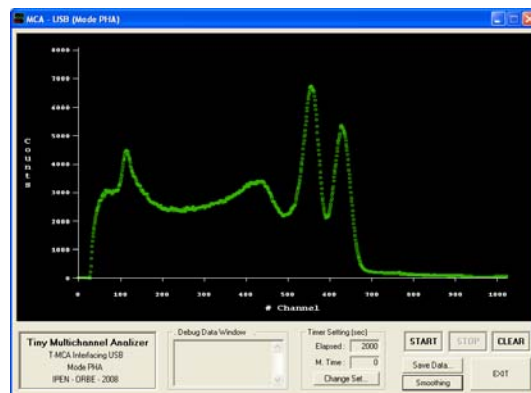 MCA - USB (Mode PHA)
8000
7000
6000
5000
4000
3000
2000
1000
0
Counts
0 100 200 300 400 500 600 700 800 900 1000
# Channel
Tiny Multichannel Analizer
T-MCA Interfacing USB
Mode PHA
IPEN - ORBE - 2008
Debug Data Window
Timer Setting (sec)
Elapsed : 2000
M. Time : 0
Change Set...
START STOP CLEAR
Save Data...
Smoothing
EXIT